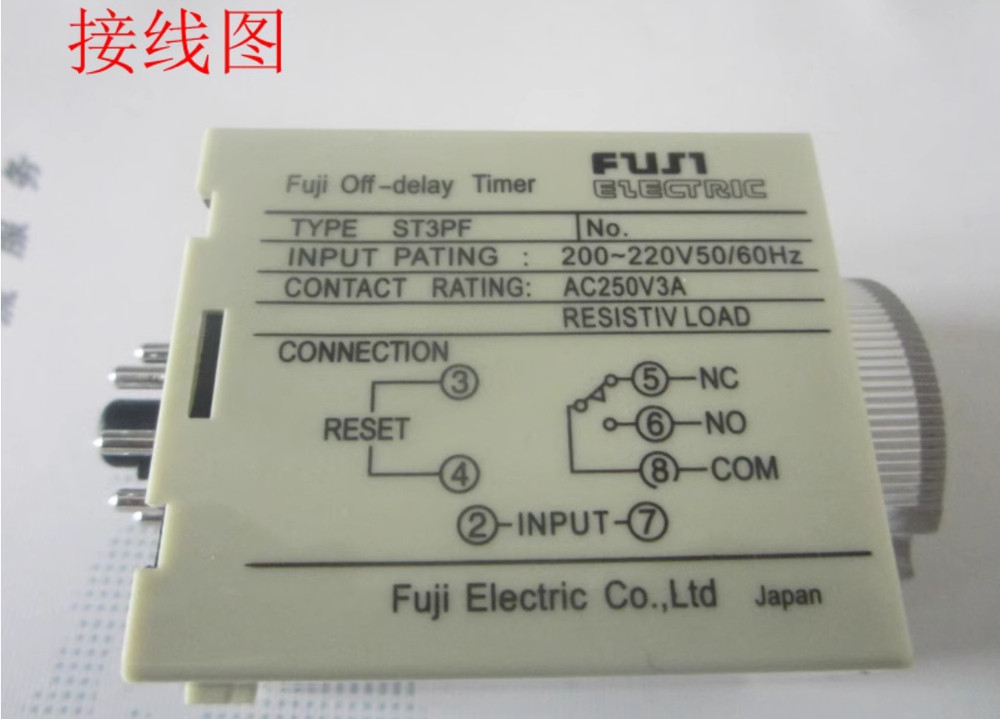 接线图
FUJI
ELECTRIC
Fuji Off-delay Timer
TYPE ST3PF No.
INPUT PATING : 200~220V50/60Hz
CONTACT RATING: AC250V3A
RESISTIV LOAD
CONNECTION
③ ⑤ NC
RESET ⑥ NO
④ ⑧ COM
② INPUT ⑦
Fuji Electric Co.,Ltd Japan